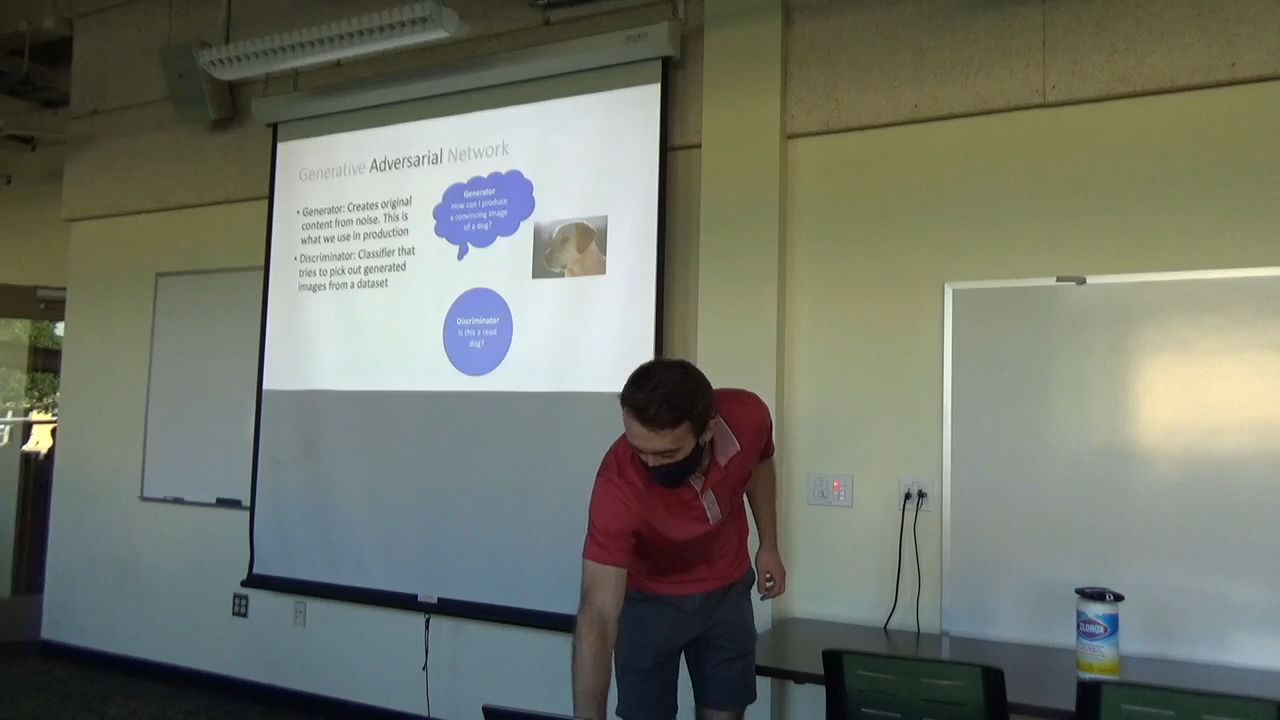 Generative Adversarial Network
• Generator: Creates original
content from noise. This is
what we use in production
• Discriminator: Classifier that
tries to pick out generated
images from a dataset
Generator
How can I produce
a convincing image
of a dog?
Discriminator
Is this a read
dog?
CLOROX